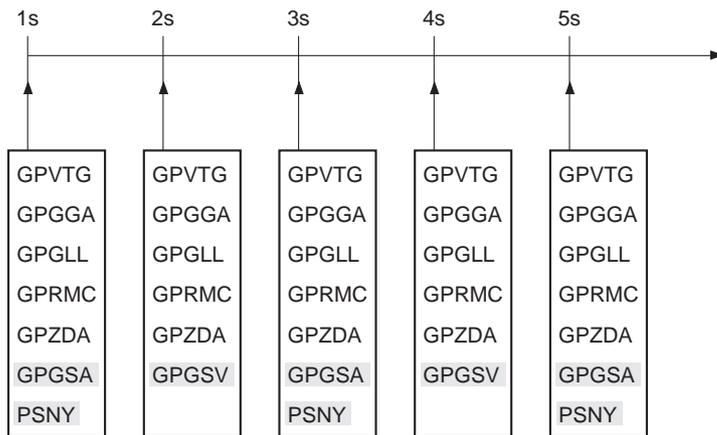 1s 2s 3s 4s 5s
GPVTG GPVTG GPVTG GPVTG GPVTG
GPGGA GPGGA GPGGA GPGGA GPGGA
GPGLL GPGLL GPGLL GPGLL GPGLL
GPRMC GPRMC GPRMC GPRMC GPRMC
GPZDA GPZDA GPZDA GPZDA GPZDA
GPGSA GPGSV GPGSA GPGSV GPGSA
PSNY PSNY PSNY